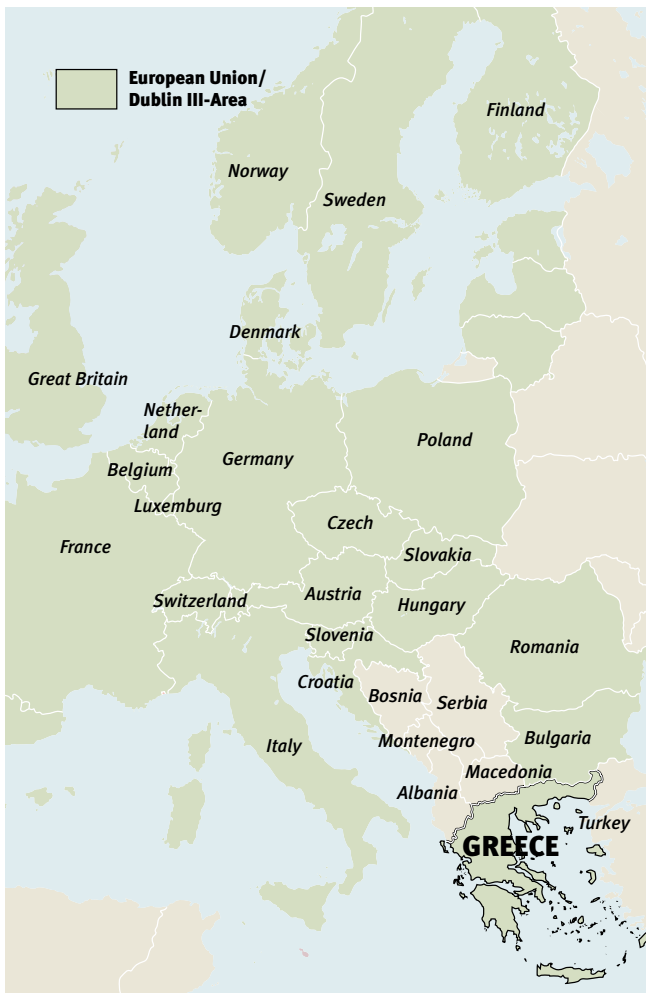 European Union/
Dublin III-Area
Finland
Norway
Sweden
Denmark
Great Britain
Nether-
land
Belgium
Germany
Poland
Luxemburg
Czech
France
Slovakia
Switzerland
Austria
Hungary
Slovenia
Romania
Croatia
Bosnia
Serbia
Italy
Montenegro
Bulgaria
Macedonia
Albania
Turkey
GREECE